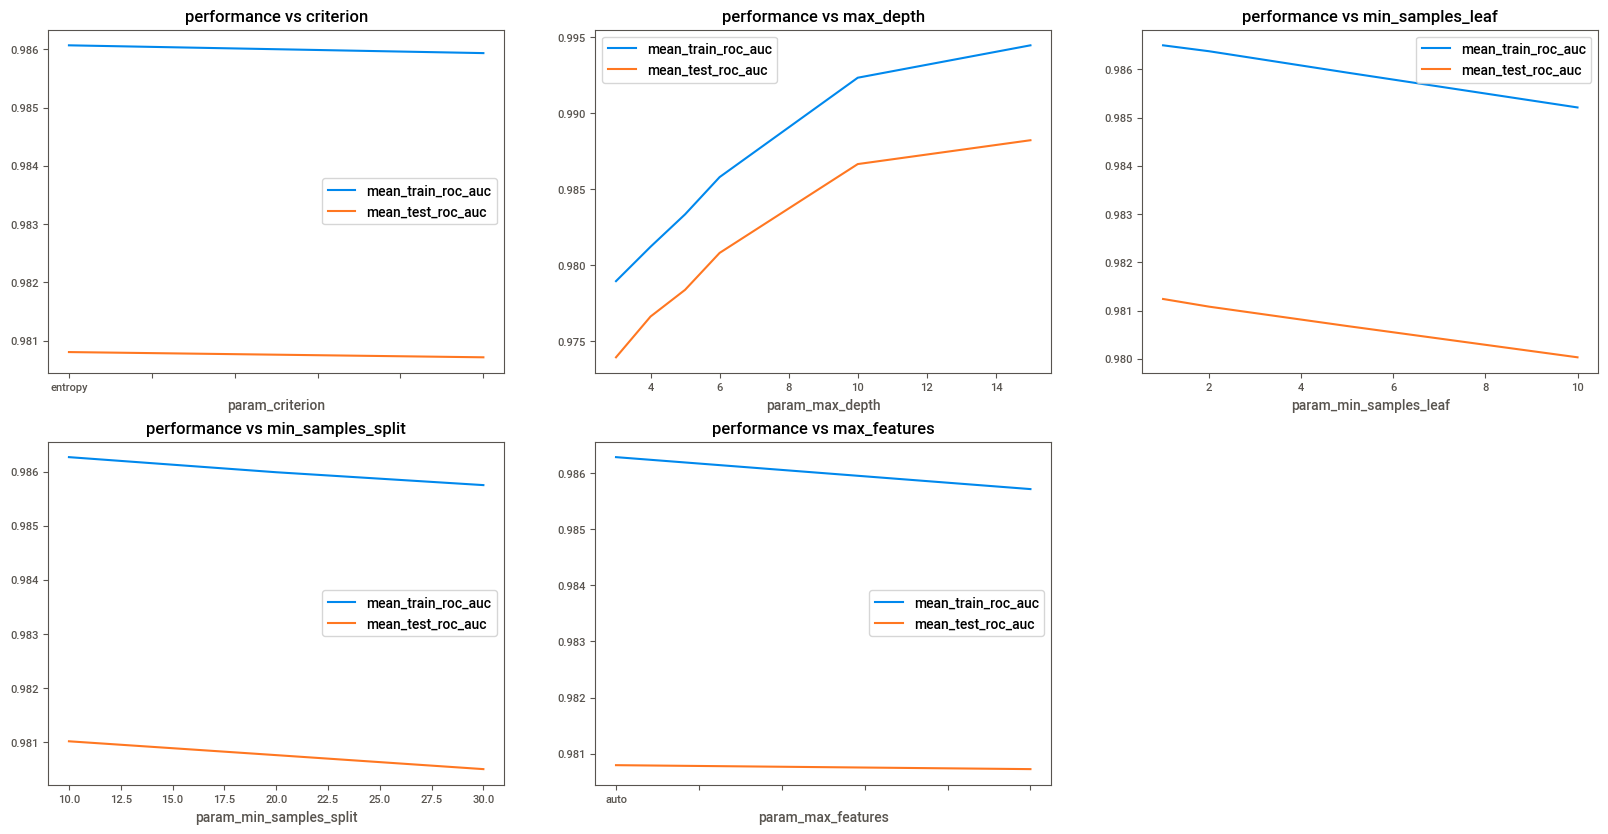 performance vs criterion
0.986
0.985
0.984
0.983
0.982
0.981
mean_train_roc_auc
mean_test_roc_auc
entropy
param_criterion
performance vs max_depth
0.995
0.990
0.985
0.980
0.975
mean_train_roc_auc
mean_test_roc_auc
4 6 8 10 12 14
param_max_depth
performance vs min_samples_leaf
0.986
0.985
0.984
0.983
0.982
0.981
0.980
mean_train_roc_auc
mean_test_roc_auc
2 4 6 8 10
param_min_samples_leaf
performance vs min_samples_split
0.986
0.985
0.984
0.983
0.982
0.981
mean_train_roc_auc
mean_test_roc_auc
10.0 12.5 15.0 17.5 20.0 22.5 25.0 27.5 30.0
param_min_samples_split
performance vs max_features
0.986
0.985
0.984
0.983
0.982
0.981
mean_train_roc_auc
mean_test_roc_auc
auto
param_max_features